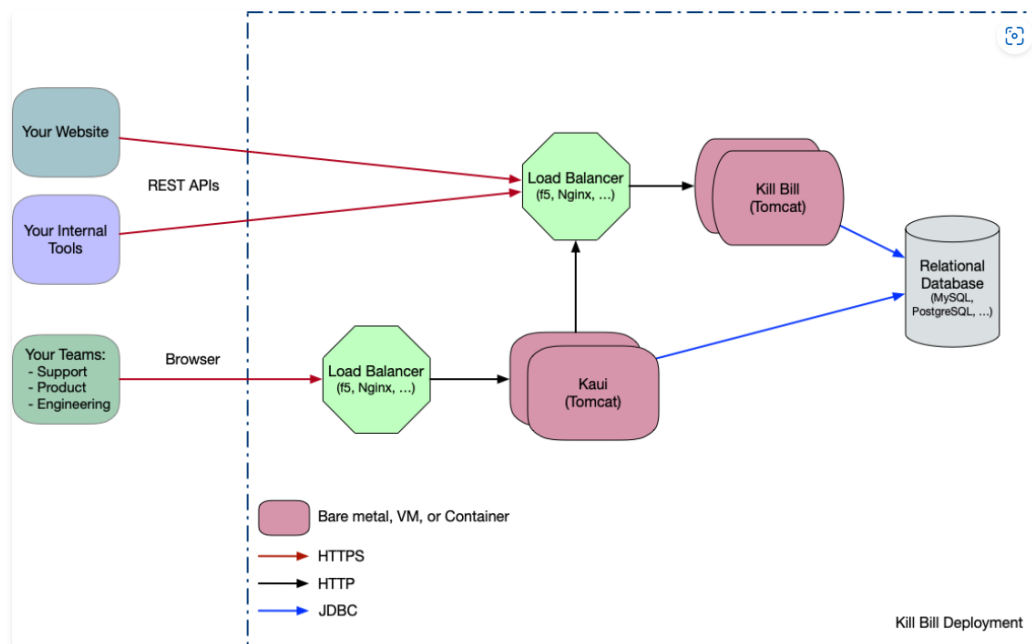 Your Website
REST APIs
Your Internal
Tools
Load Balancer
(f5, Nginx, ...)
Kill Bill
(Tomcat)
Relational
Database
(MySQL,
PostgreSQL, ...)
Your Teams:
- Support
- Product
- Engineering
Browser
Load Balancer
(f5, Nginx, ...)
Kaui
(Tomcat)
Bare metal, VM, or Container
HTTPS
HTTP
JDBC
Kill Bill Deployment